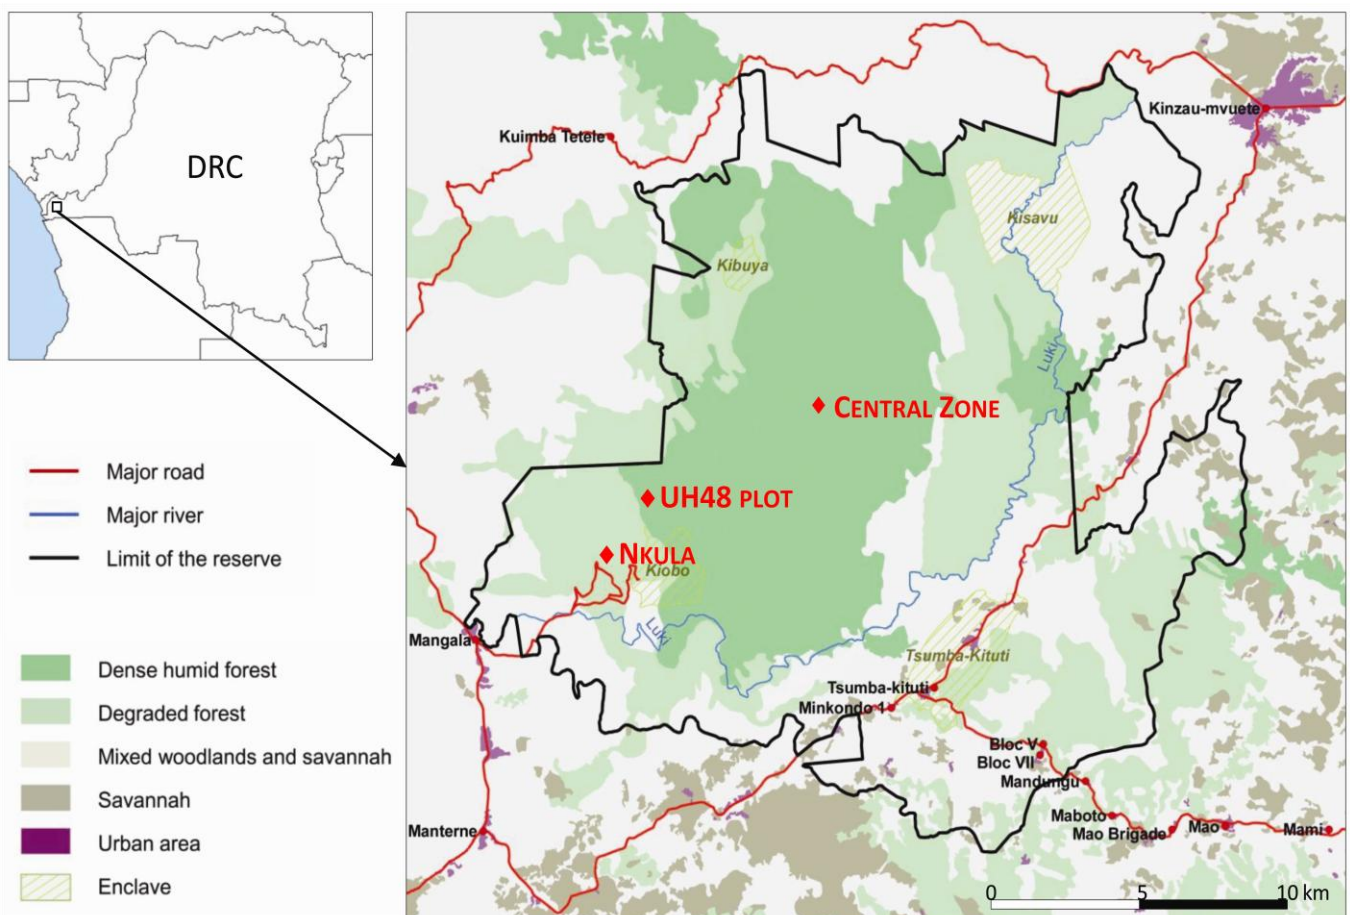 DRC
Major road
Major river
Limit of the reserve
Dense humid forest
Degraded forest
Mixed woodlands and savannah
Savannah
Urban area
Enclave
Kinzau-mvuete
Kuimba Tetele
Kisavu
Kibuya
Luki
CENTRAL ZONE
UH48 PLOT
NKULA
Kiobo
Luki
Mangala
Tsumba-Kituti
Tsumba-kituti
Minkondo 1
Bloc V
Bloc VII
Mandungu
Maboto
Mao Brigade
Mao
Mami
Manterne
0 5 10 km